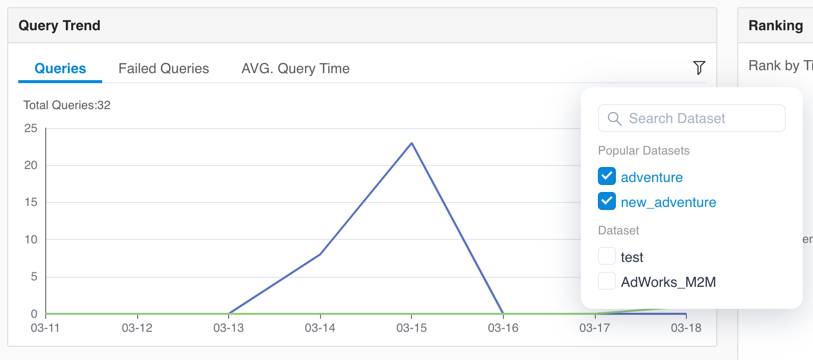 Query Trend
Ranking
Queries
Failed Queries
AVG. Query Time
Rank by Ti
Total Queries:32
25
20
15
10
5
0
03-11
03-12
03-13
03-14
03-15
03-16
03-17
03-18
Search Dataset
Popular Datasets
adventure
new_adventure
Dataset
test
AdWorks_M2M
er